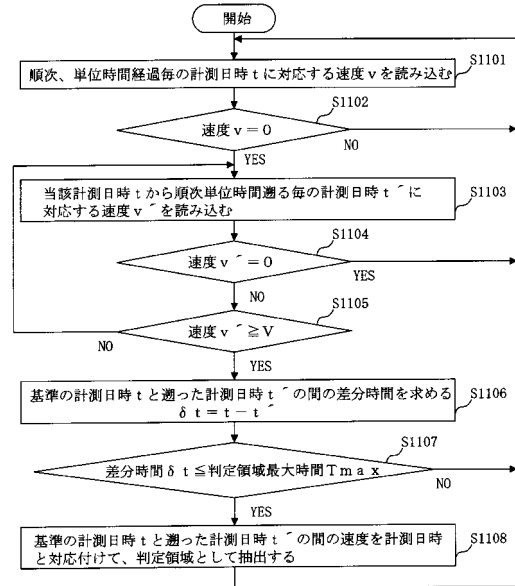 開始
S1101
順次、単位時間経過毎の計測日時tに対応する速度vを読み込む
S1102
速度v=0
NO
YES
当該計測日時tから順次単位時間遡る毎の計測日時t´に
対応する速度v´を読み込む
S1103
S1104
速度v´=0
YES
NO
S1105
速度v´≧V
NO
YES
基準の計測日時tと遡った計測日時t´の間の差分時間を求める
δt=t-t´
S1106
S1107
差分時間δt≦判定領域最大時間Tmax
NO
YES
基準の計測日時tと遡った計測日時t´の間の速度を計測日時
と対応付けて、判定領域として抽出する
S1108